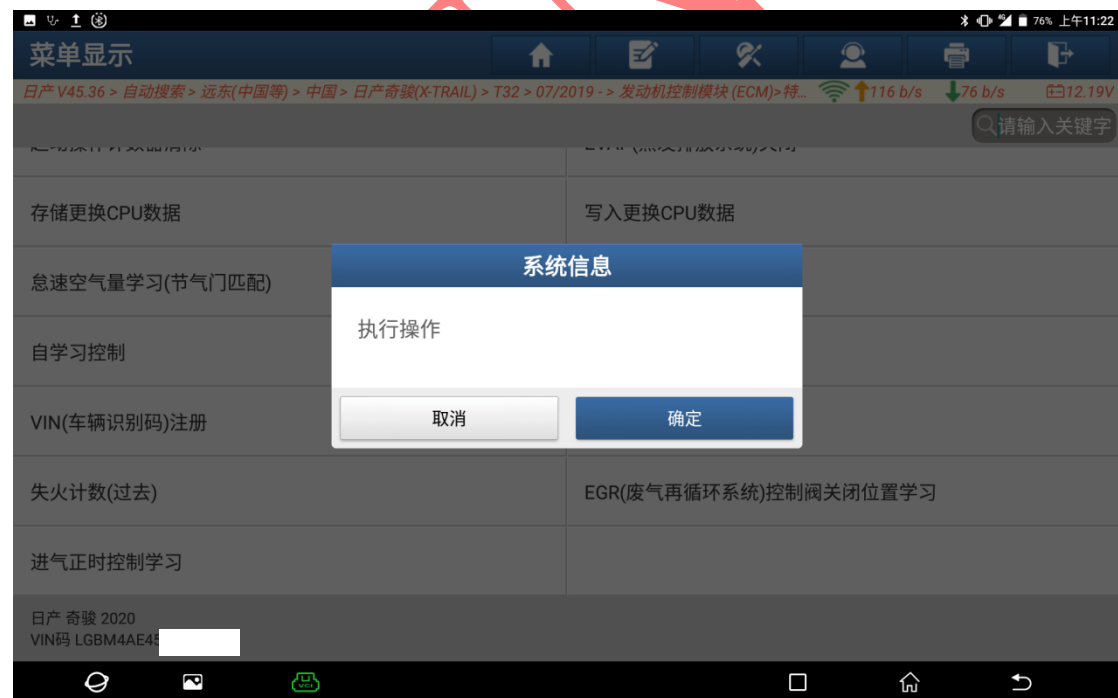 76% 上午11:22
菜单显示
日产 V45.36 > 自动搜索 > 远东(中国等) > 中国 > 日产奇骏(X-TRAIL) > T32 > 07/2019 - > 发动机控制模块 (ECM)>特... 116 b/s 76 b/s 12.19V
请输入关键字
存储更换CPU数据 写入更换CPU数据
系统信息
怠速空气量学习(节气门匹配)
执行操作
自学习控制
取消 确定
VIN(车辆识别码)注册
失火计数(过去) EGR(废气再循环系统)控制阀关闭位置学习
进气正时控制学习
日产 奇骏 2020
VIN码 LGBM4AE45
VCI